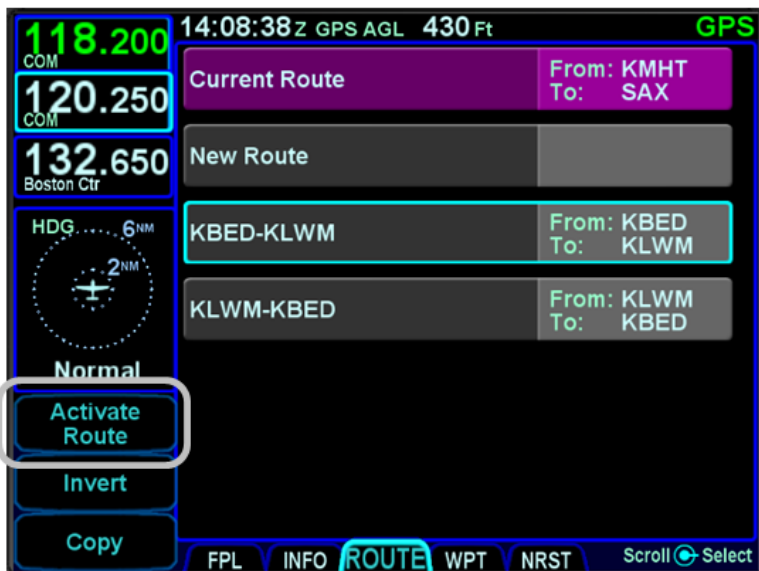 118.200
COM
120.250
COM
132.650
Boston Ctr
14:08:38 Z GPS AGL 430 Ft
GPS
Current Route
From: KMHT
To: SAX
New Route
KBED-KLWM
From: KBED
To: KLWM
KLWM-KBED
From: KLWM
To: KBED
HDG
6NM
2NM
Normal
Activate
Route
Invert
Copy
FPL INFO ROUTE WPT NRST
Scroll Select